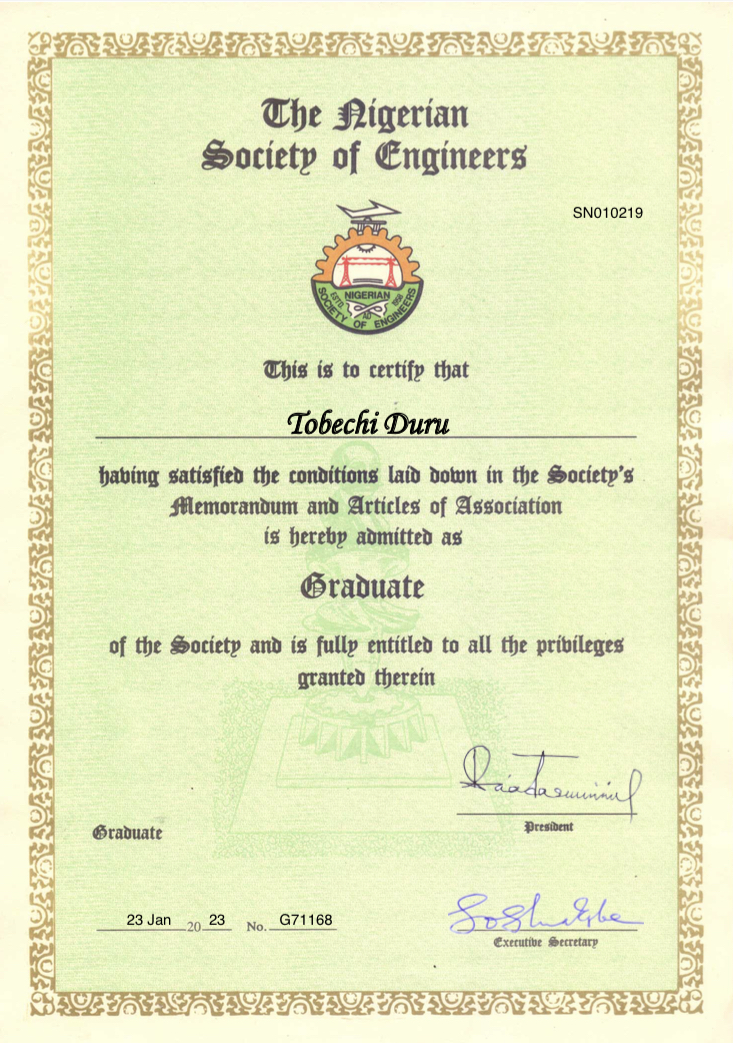 The Nigerian
Society of Engineers
SN010219
NIGERIAN
ESTD. AD 1958
SOCIETY OF ENGINEERS
This is to certify that
Tobechi Duru
having satisfied the conditions laid down in the Society's
Memorandum and Articles of Association
is hereby admitted as
Graduate
of the Society and is fully entitled to all the privileges
granted therein
President
Graduate
23 Jan 20 23 No. G71168
Executive Secretary